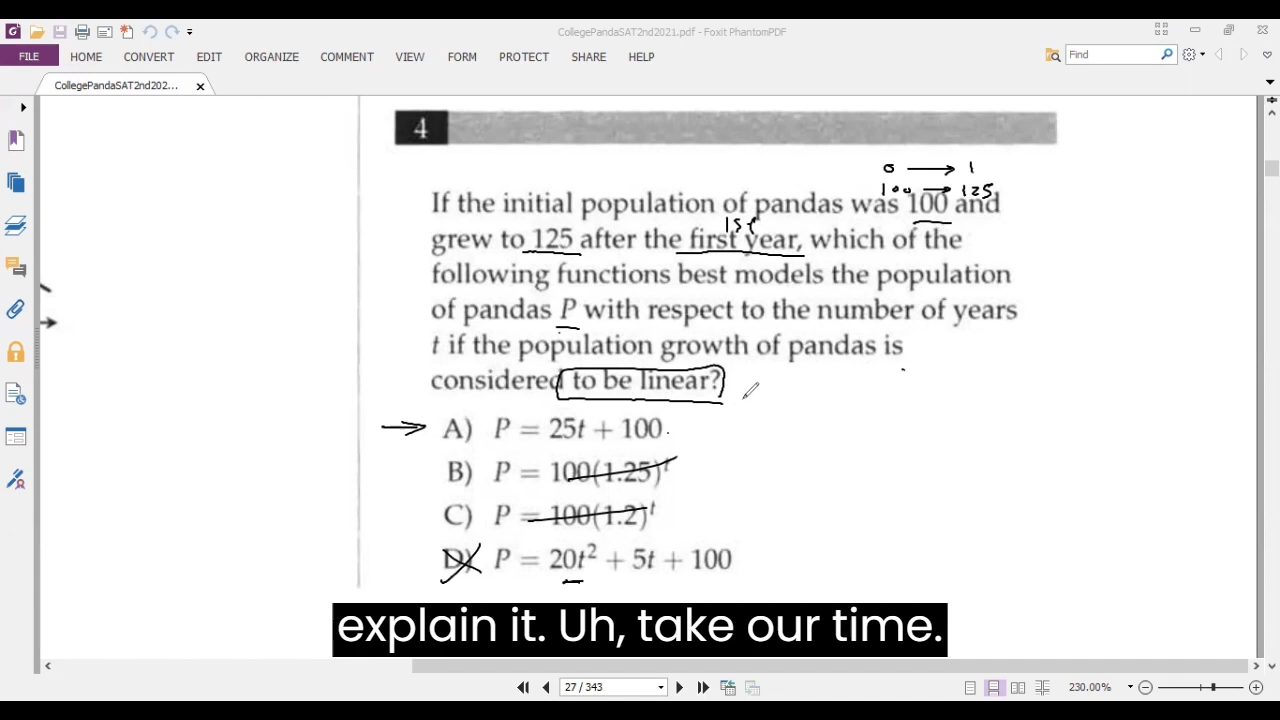 CollegePandaSAT2nd2021.pdf - Foxit PhantomPDF
FILE HOME CONVERT EDIT ORGANIZE COMMENT VIEW FORM PROTECT SHARE HELP
Find
CollegePandaSAT2nd202...
4
0 → 1
100 → 125
If the initial population of pandas was 100 and
1st
grew to 125 after the first year, which of the
following functions best models the population
of pandas P with respect to the number of years
t if the population growth of pandas is
considered to be linear?
→ A) P = 25t + 100
B) P = 100(1.25)^t
C) P = 100(1.2)^t
D) P = 20t² + 5t + 100
explain it. Uh, take our time.
27 / 343
230.00%